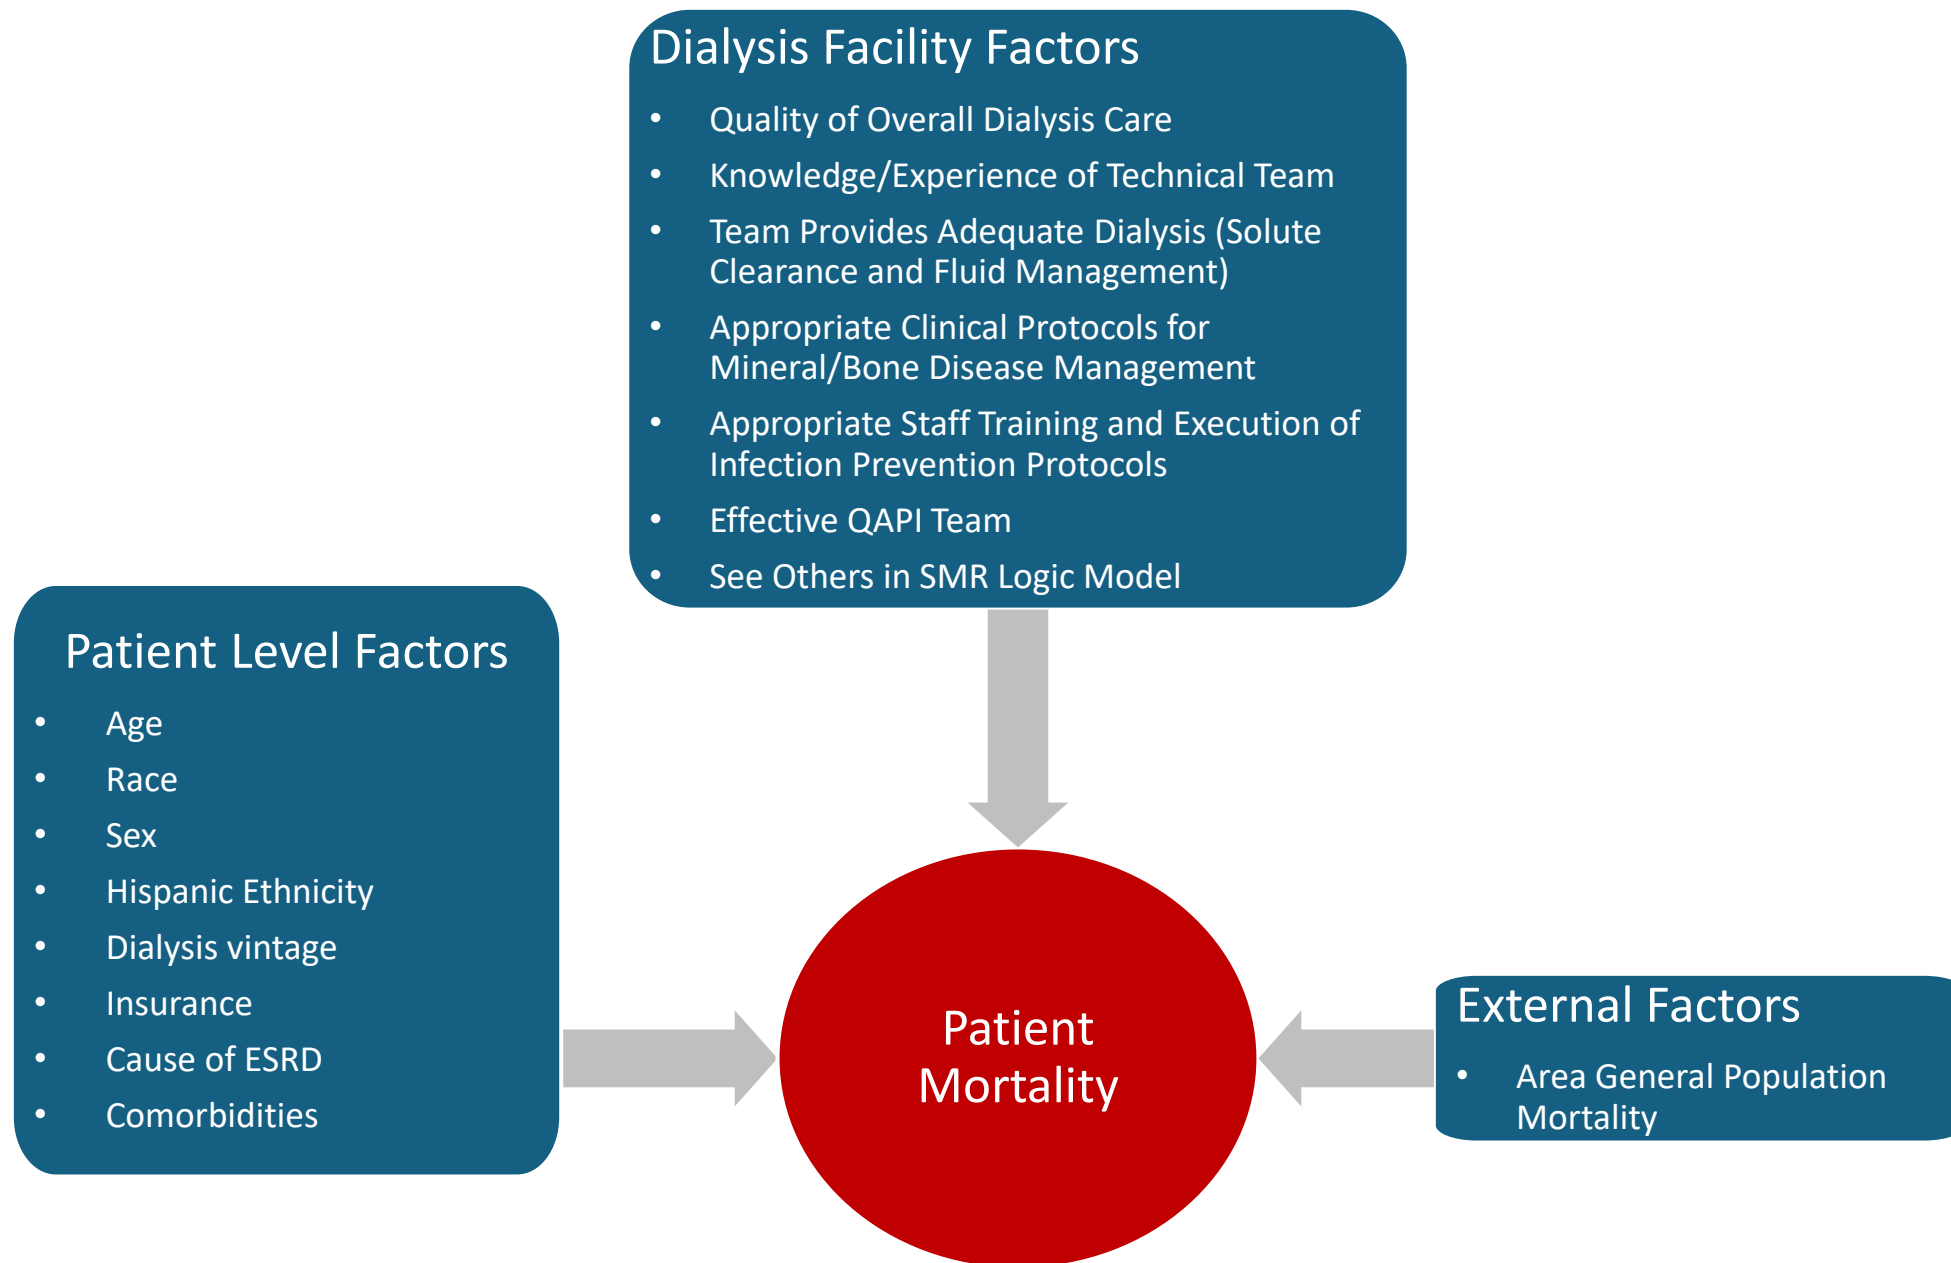 Dialysis Facility Factors
• Quality of Overall Dialysis Care
• Knowledge/Experience of Technical Team
• Team Provides Adequate Dialysis (Solute
Clearance and Fluid Management)
• Appropriate Clinical Protocols for
Mineral/Bone Disease Management
• Appropriate Staff Training and Execution of
Infection Prevention Protocols
• Effective QAPI Team
• See Others in SMR Logic Model
Patient Level Factors
• Age
• Race
• Sex
• Hispanic Ethnicity
• Dialysis vintage
• Insurance
• Cause of ESRD
• Comorbidities
Patient
Mortality
External Factors
• Area General Population
Mortality